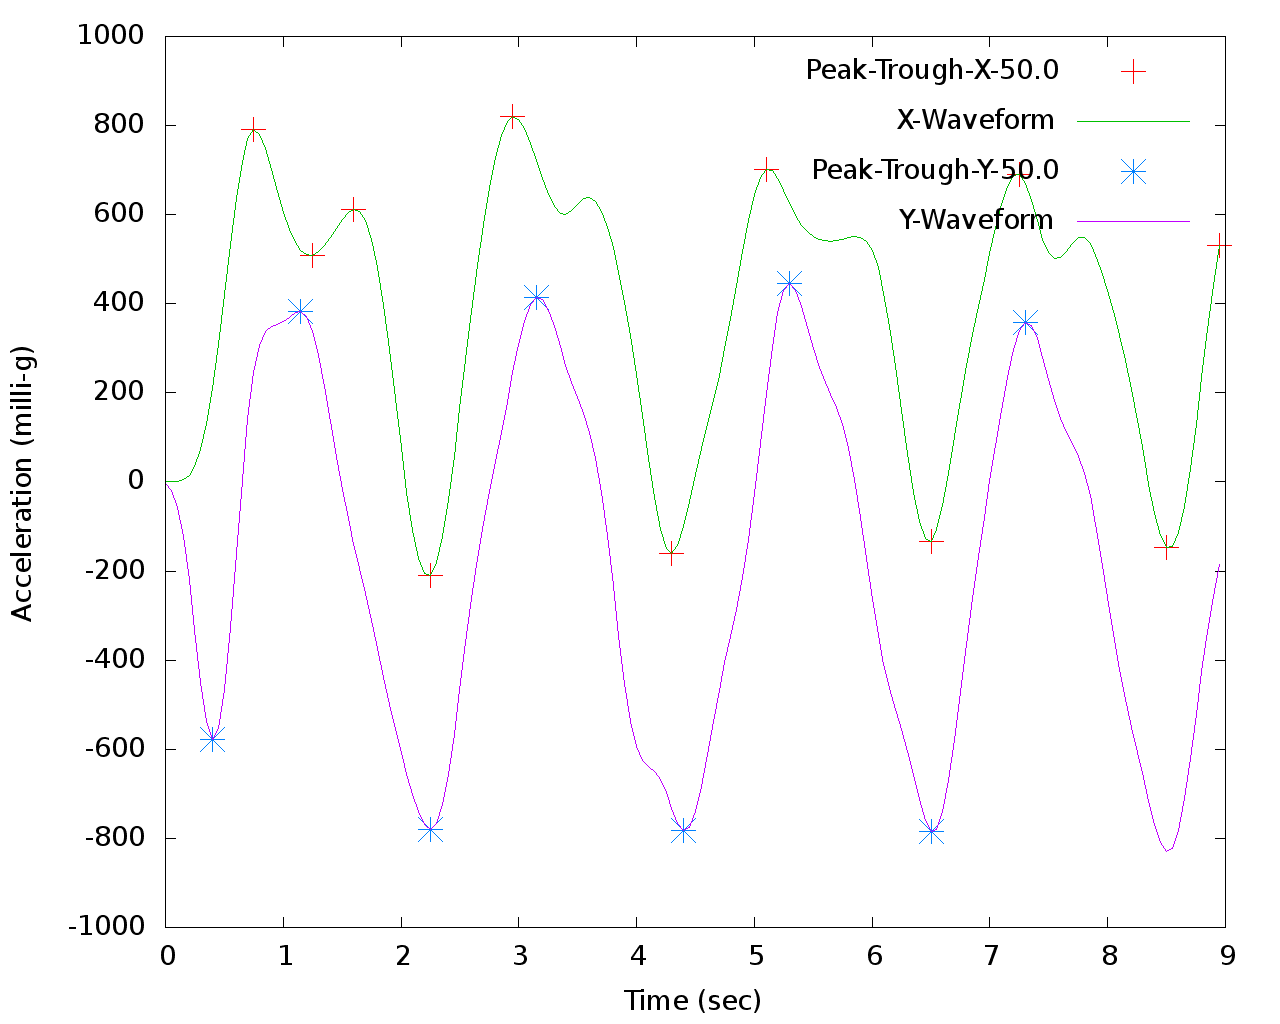 1000
800
600
400
200
0
-200
-400
-600
-800
-1000
Acceleration (milli-g)
Peak-Trough-X-50.0
X-Waveform
Peak-Trough-Y-50.0
Y-Waveform
0 1 2 3 4 5 6 7 8 9
Time (sec)